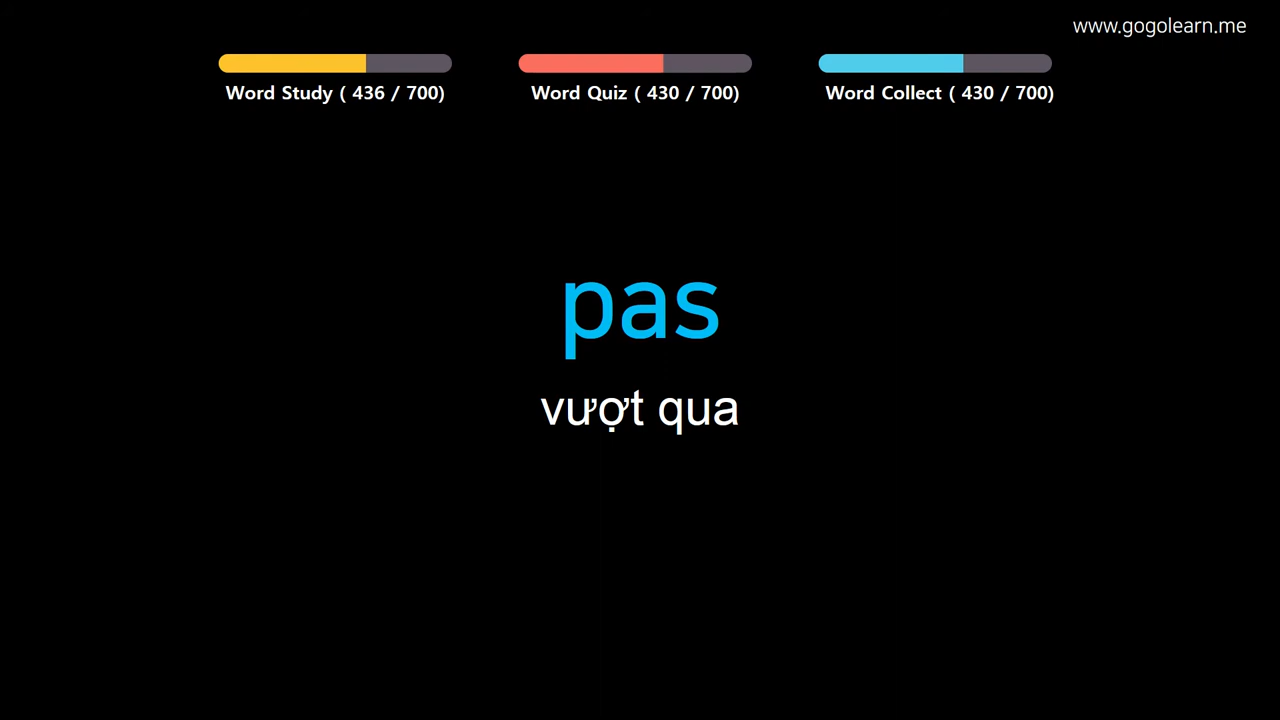 www.gogolearn.me
Word Study ( 436 / 700)
Word Quiz ( 430 / 700)
Word Collect ( 430 / 700)
pas
vượt qua